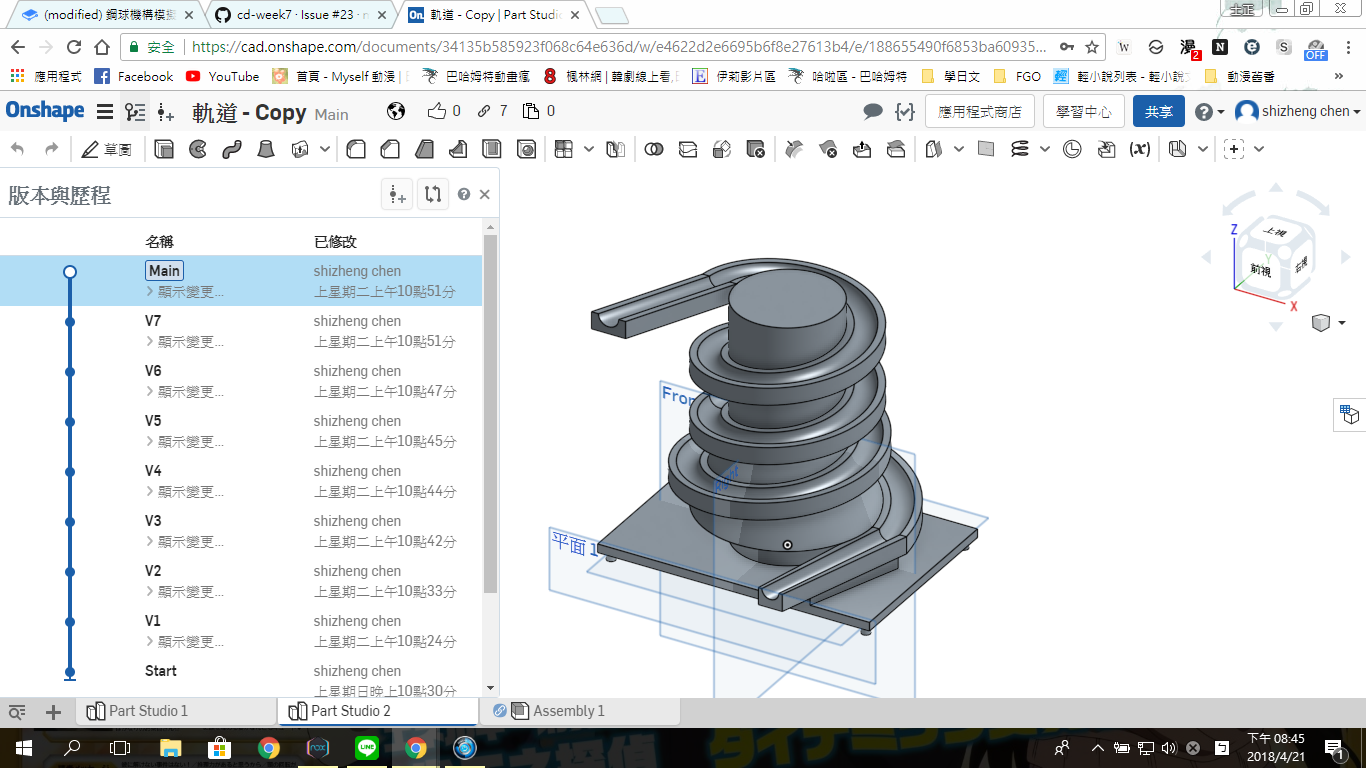 (modified) 鋼球機構模
cd-week7 · Issue #23 · n
On. 軌道 - Copy | Part Studio
士正
安全 https://cad.onshape.com/documents/34135b585923f068c64e636d/w/e4622d2e6695b6f8e27613b4/e/188655490f6853ba60935...
W 漫 2 N S OFF
應用程式 Facebook YouTube 首頁 - Myself 動漫 巴哈姆特動畫瘋 8 楓林網 | 韓劇線上看, E 伊莉影片區 哈啦區 - 巴哈姆特 學日文 FGO 輕 輕小說列表 - 輕小說 動漫番番 »
Onshape 軌道 - Copy Main 0 7 0 應用程式商店 學習中心 共享 shizheng chen
草圖 (x)
版本與歷程
名稱 已修改
Main shizheng chen
顯示變更... 上星期二上午10點51分
V7 shizheng chen
顯示變更... 上星期二上午10點51分
V6 shizheng chen
顯示變更... 上星期二上午10點47分
V5 shizheng chen
顯示變更... 上星期二上午10點45分
V4 shizheng chen
顯示變更... 上星期二上午10點44分
V3 shizheng chen
顯示變更... 上星期二上午10點42分
V2 shizheng chen
顯示變更... 上星期二上午10點33分
V1 shizheng chen
顯示變更... 上星期二上午10點24分
Start shizheng chen
上星期日晚上10點30分
Fron
Right
平面 1
Z
上視
Y
前視 右視
X
Part Studio 1 Part Studio 2 Assembly 1
nox LINE
下午 08:45
2018/4/21
1